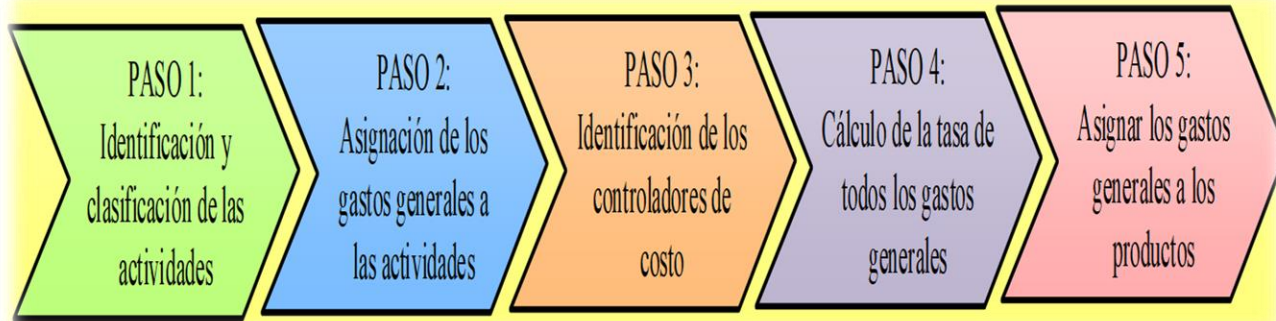 PASO 1:
Identificación y
clasificación de las
actividades
PASO 2:
Asignación de los
gastos generales a
las actividades
PASO 3:
Identificación de los
controladores de
costo
PASO 4:
Cálculo de la tasa de
todos los gastos
generales
PASO 5:
Asignar los gastos
generales a los
productos